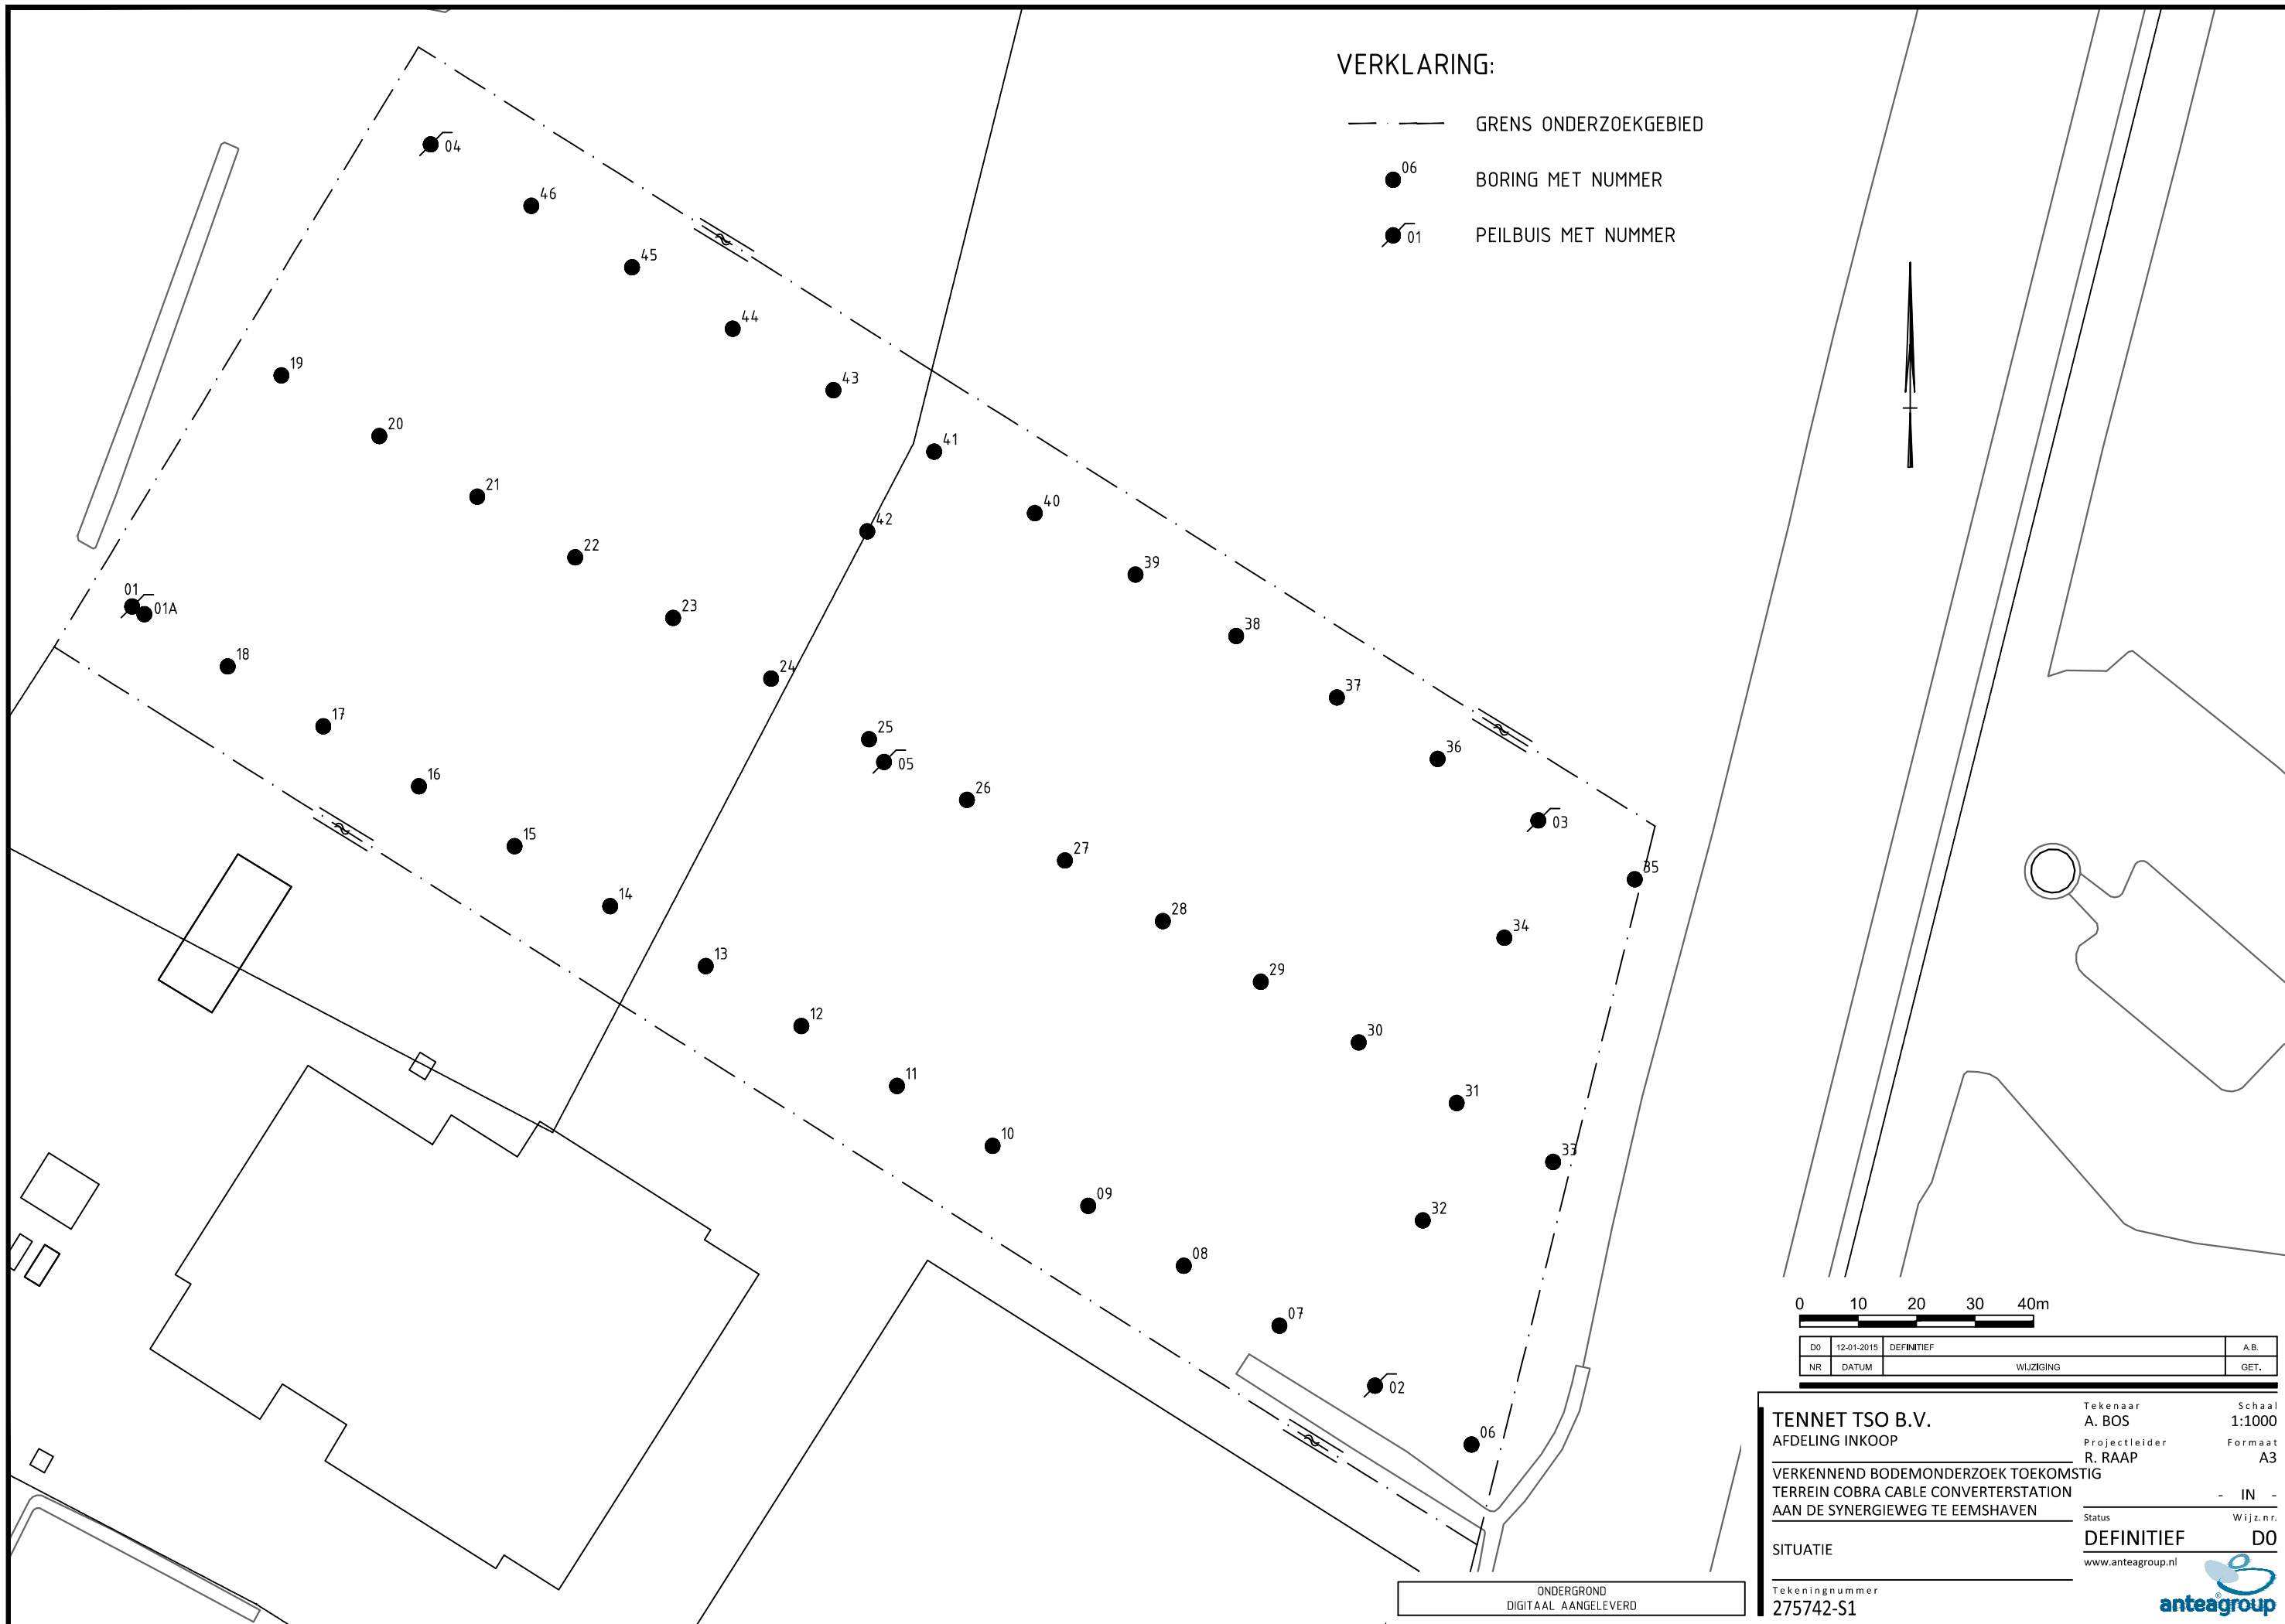 VERKLARING:
GRENS ONDERZOEKGEBIED
06
BORING MET NUMMER
01
PEILBUIS MET NUMMER
04
46
45
44
43
19
20
21
22
23
24
41
42
40
39
38
37
36
03
35
34
01
01A
18
17
16
15
14
13
12
11
10
09
08
07
02
06
25
05
26
27
28
29
30
31
33
32
0 10 20 30 40m
D0 12-01-2015 DEFINITIEF A.B.
NR DATUM WIJZIGING GET.
TENNET TSO B.V.
AFDELING INKOOP
VERKENNEND BODEMONDERZOEK TOEKOMSTIG
TERREIN COBRA CABLE CONVERTERSTATION
AAN DE SYNERGIEWEG TE EEMSHAVEN
SITUATIE
Tekeningnummer
275742-S1
Tekenaar
A. BOS
Schaal
1:1000
Projectleider
R. RAAP
Formaat
A3
- IN -
Status
DEFINITIEF
Wijz.nr.
D0
www.anteagroup.nl
anteagroup
ONDERGROND
DIGITAAL AANGELEVERD